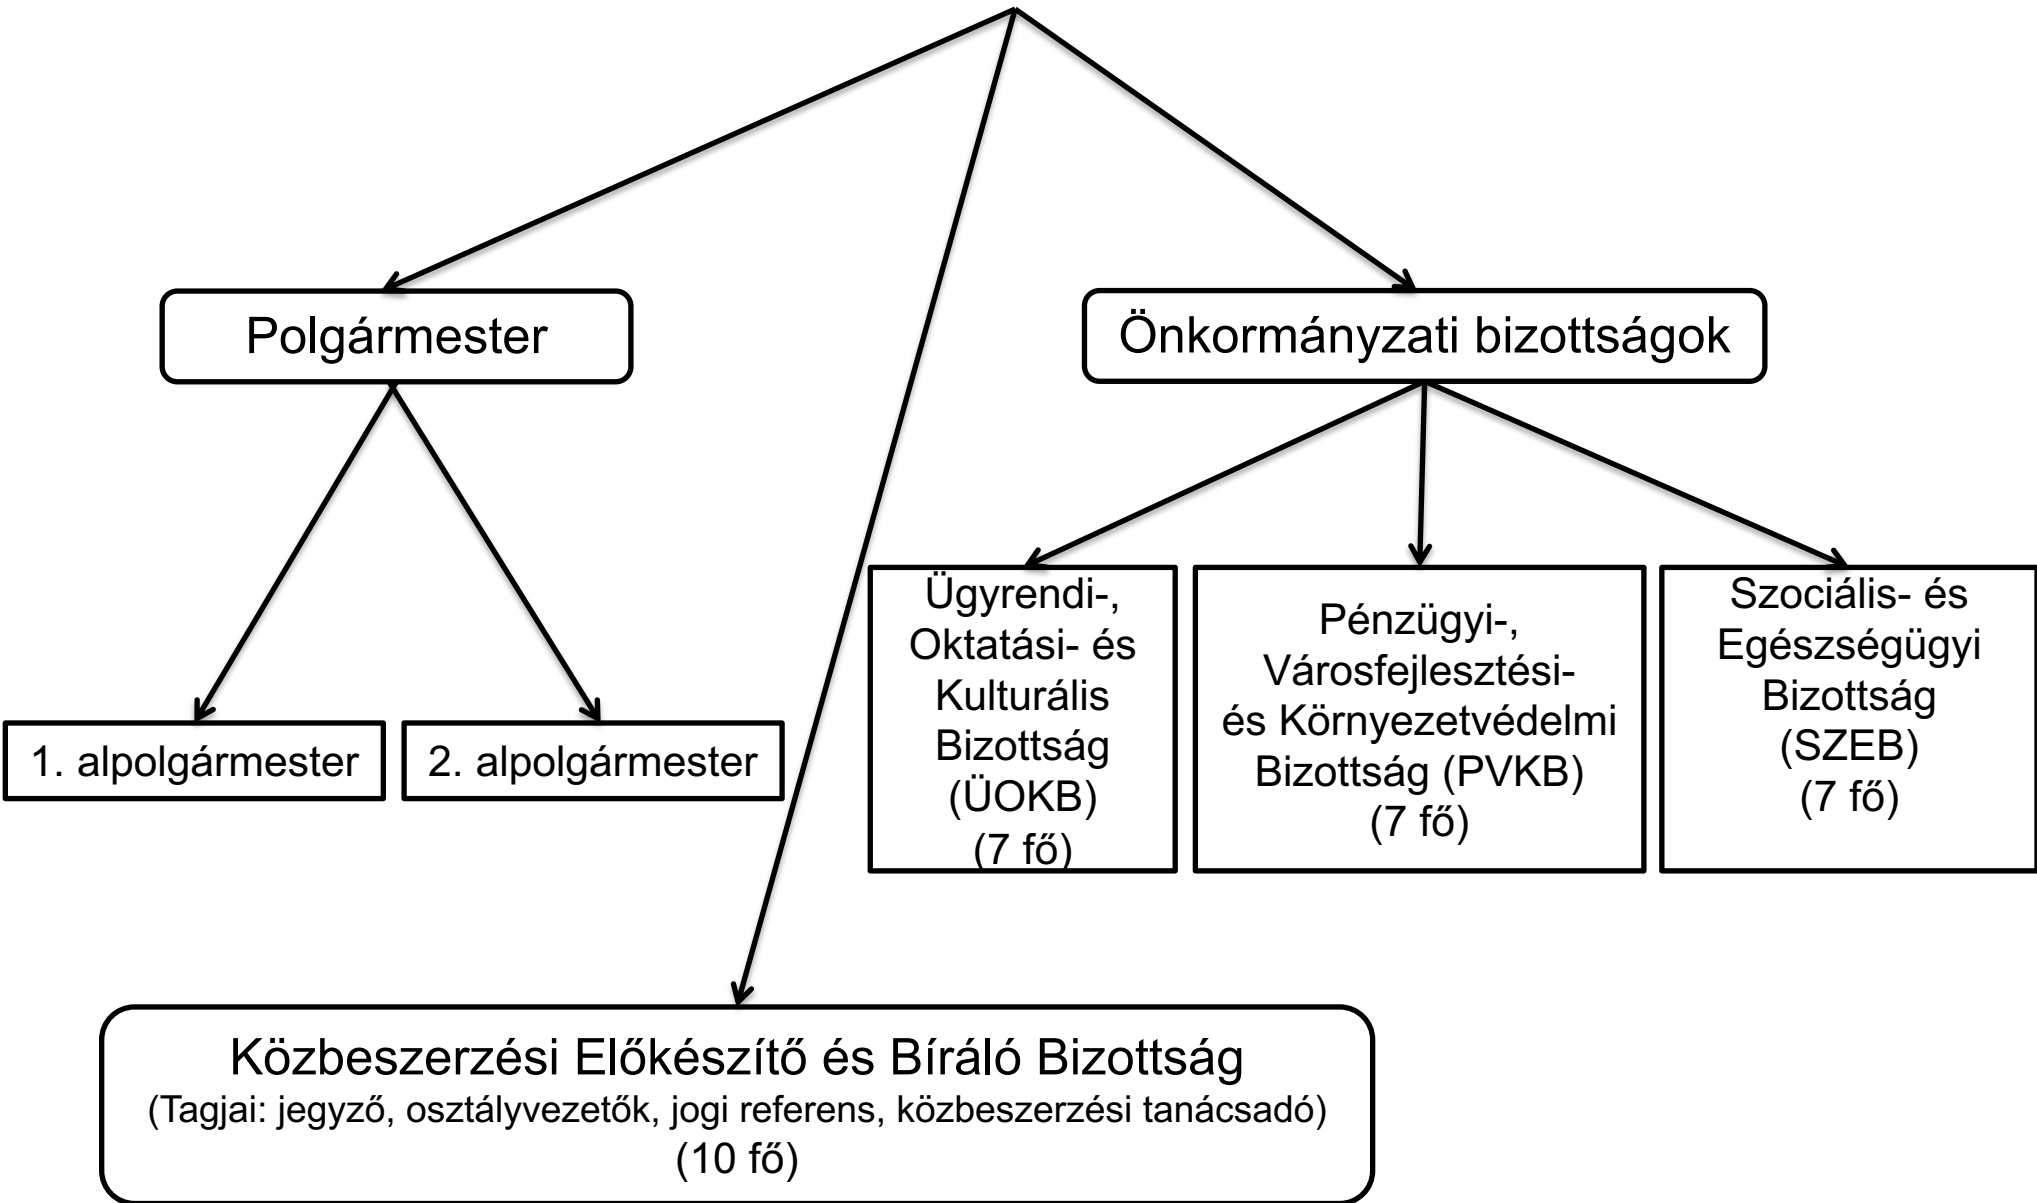 Polgármester
Önkormányzati bizottságok
1. alpolgármester
2. alpolgármester
Ügyrendi-,
Oktatási- és
Kulturális
Bizottság
(ÜOKB)
(7 fő)
Pénzügyi-,
Városfejlesztési-
és Környezetvédelmi
Bizottság (PVKB)
(7 fő)
Szociális- és
Egészségügyi
Bizottság
(SZEB)
(7 fő)
Közbeszerzési Előkészítő és Bíráló Bizottság
(Tagjai: jegyző, osztályvezetők, jogi referens, közbeszerzési tanácsadó)
(10 fő)